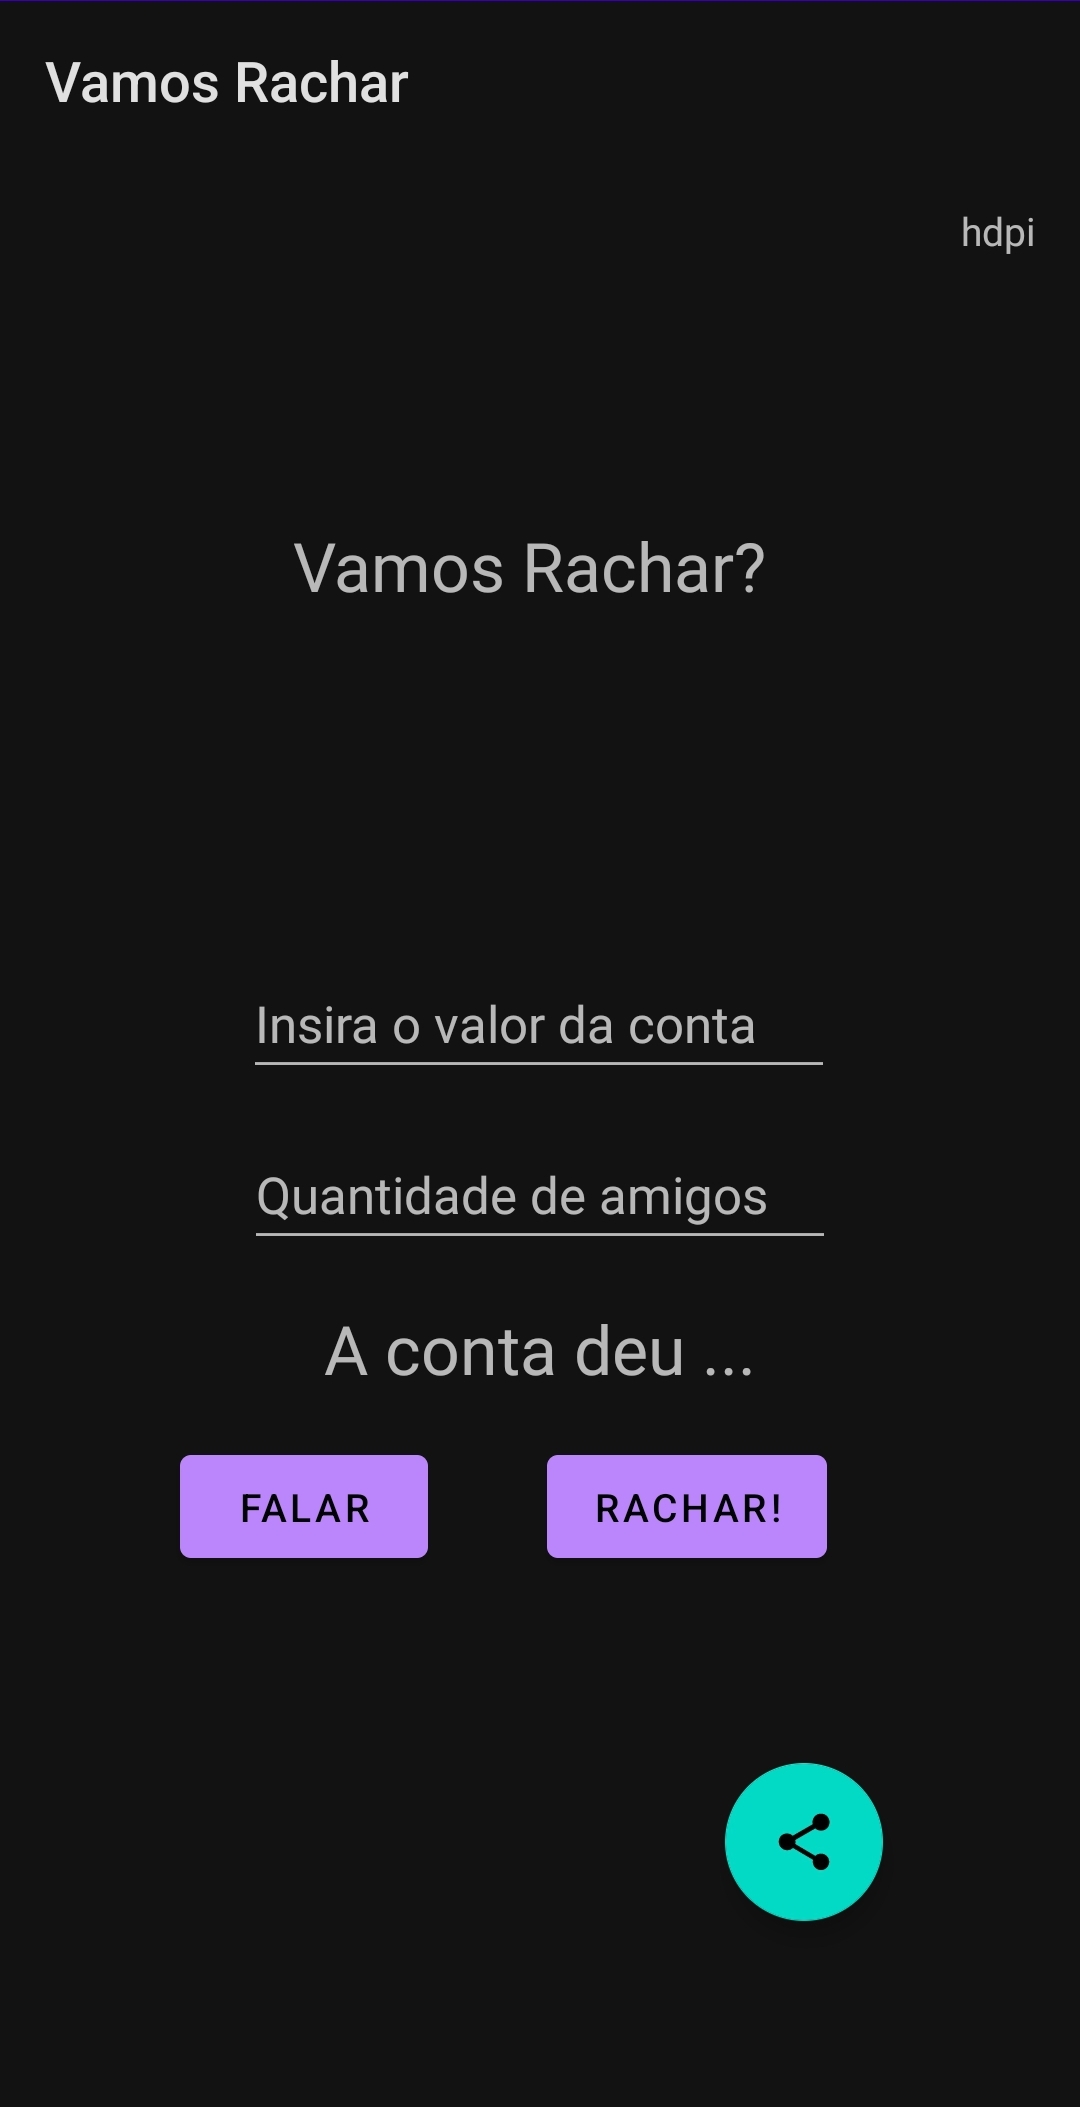 Vamos Rachar
hdpi
Vamos Rachar?
Insira o valor da conta
Quantidade de amigos
A conta deu ...
FALAR
RACHAR!